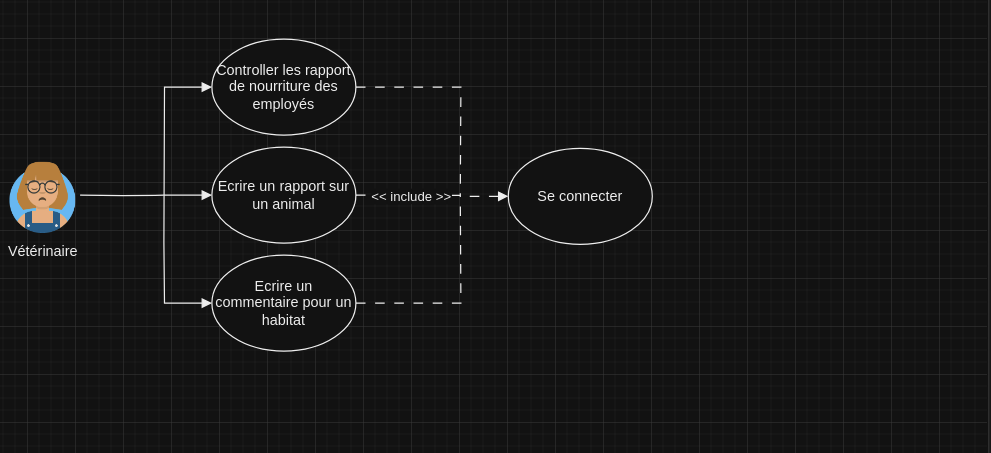 Controller les rapport
de nourriture des
employés
Ecrire un rapport sur
un animal
<< include >>
Se connecter
Vétérinaire
Ecrire un
commentaire pour un
habitat